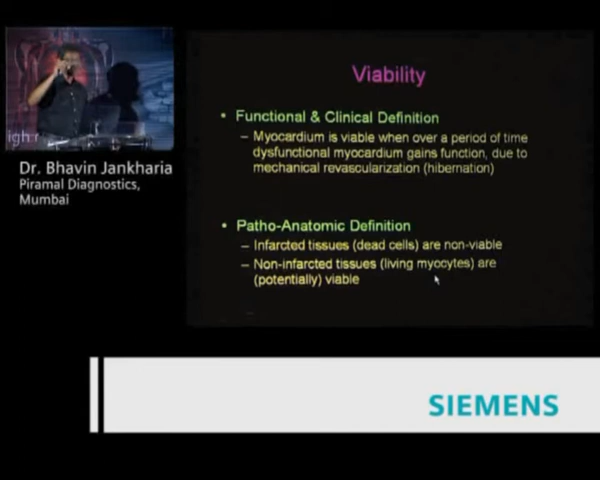 Viability
• Functional & Clinical Definition
– Myocardium is viable when over a period of time
dysfunctional myocardium gains function, due to
mechanical revascularization (hibernation)
• Patho-Anatomic Definition
– Infarcted tissues (dead cells) are non-viable
– Non-infarcted tissues (living myocytes) are
(potentially) viable
igh r
Dr. Bhavin Jankharia
Piramal Diagnostics,
Mumbai
SIEMENS